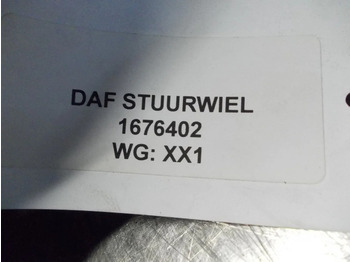 DAF STUURWIEL
1676402
WG: XX1